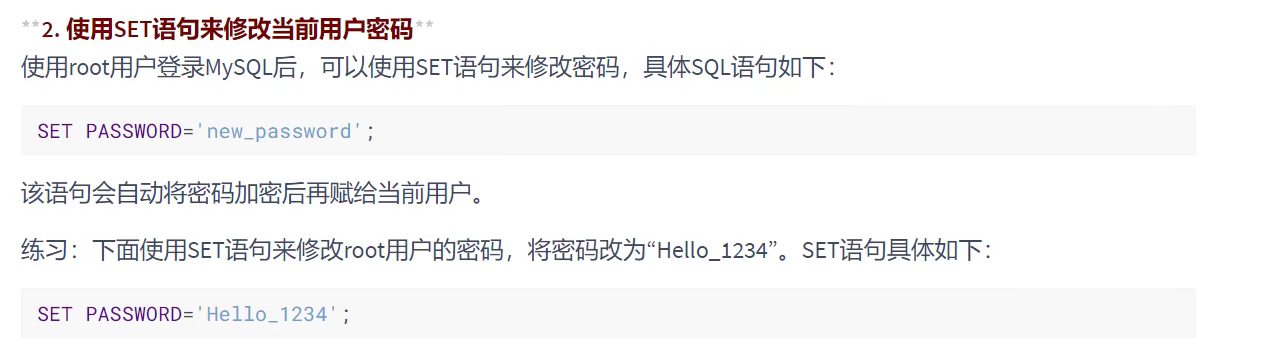 **2. 使用SET语句来修改当前用户密码**
使用root用户登录MySQL后，可以使用SET语句来修改密码，具体SQL语句如下：
SET PASSWORD='new_password';
该语句会自动将密码加密后再赋给当前用户。
练习：下面使用SET语句来修改root用户的密码，将密码改为“Hello_1234”。SET语句具体如下：
SET PASSWORD='Hello_1234';